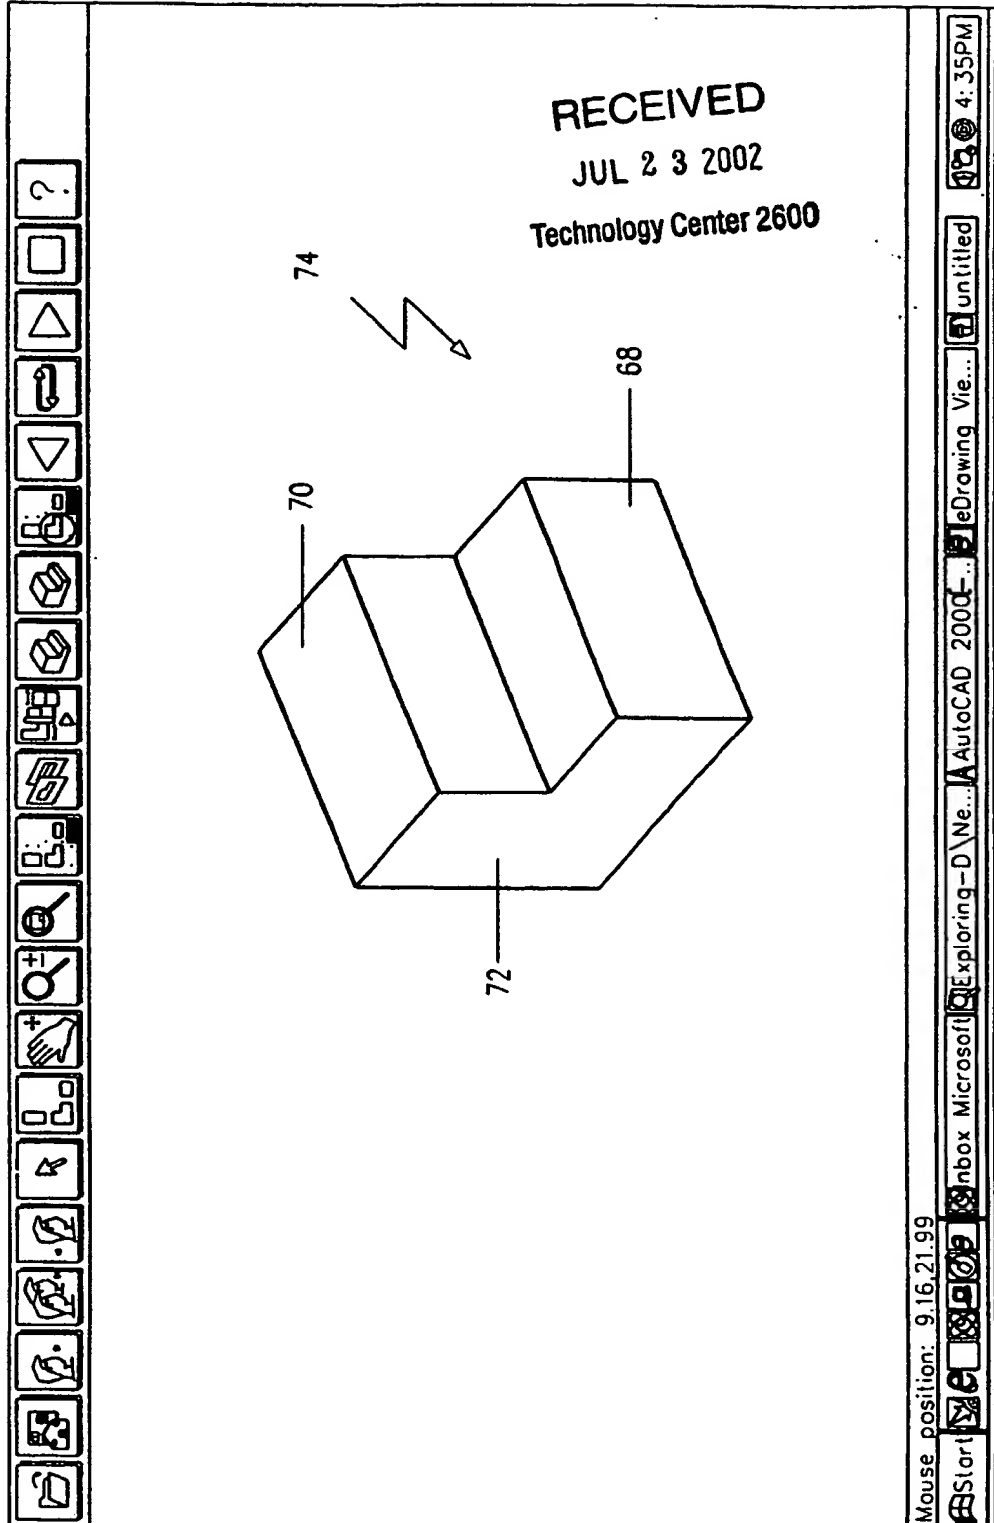 ?
RECEIVED
JUL 2 3 2002
Technology Center 2600
74
70
68
72
Mouse position: 9.16,21.99
Start
Inbox Microsoft
Exploring-D\Ne...
AutoCAD 2000-...
eDrawing Vie...
untitled
4:35PM